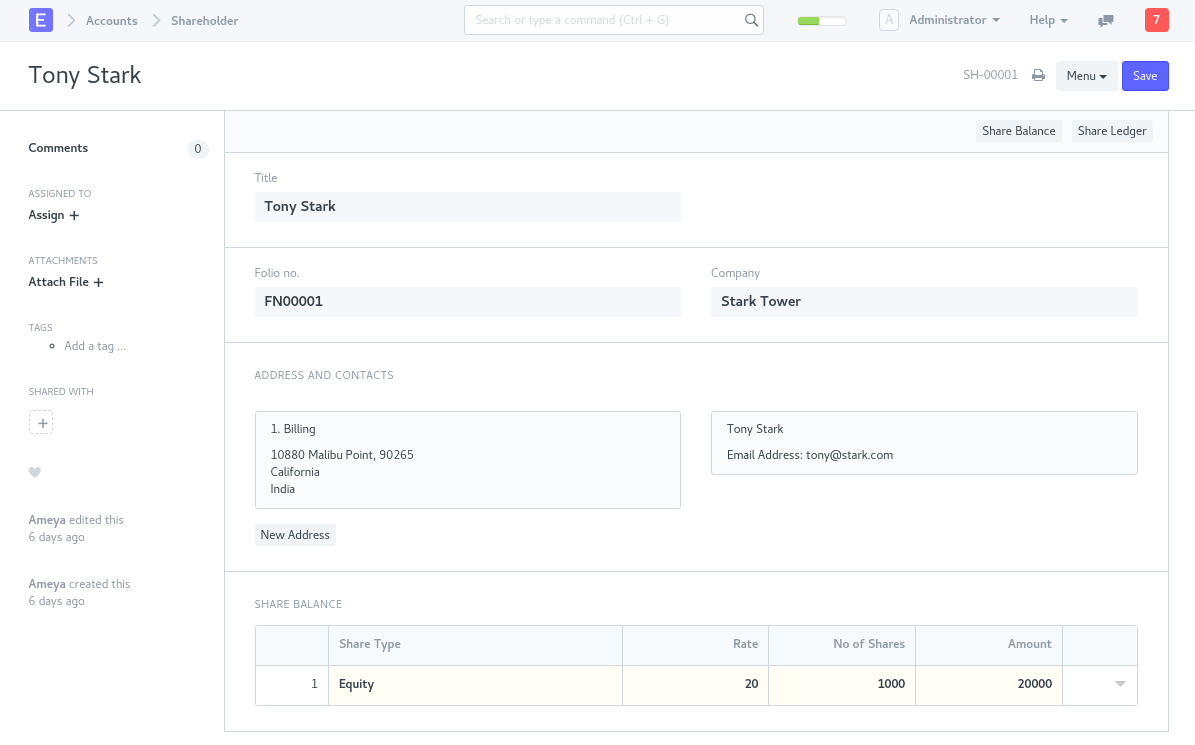 E Accounts Shareholder Search or type a command (Ctrl + G) A Administrator Help 7
Tony Stark SH-00001 Menu Save
Share Balance Share Ledger
Comments 0
Title
ASSIGNED TO
Tony Stark
Assign +
ATTACHMENTS
Folio no. Company
Attach File +
FN00001 Stark Tower
TAGS
Add a tag ...
ADDRESS AND CONTACTS
SHARED WITH
+
1. Billing
10880 Malibu Point, 90265
California
India
Tony Stark
Email Address: tony@stark.com
Ameya edited this
6 days ago
New Address
Ameya created this
6 days ago
SHARE BALANCE
Share Type Rate No of Shares Amount
1 Equity 20 1000 20000